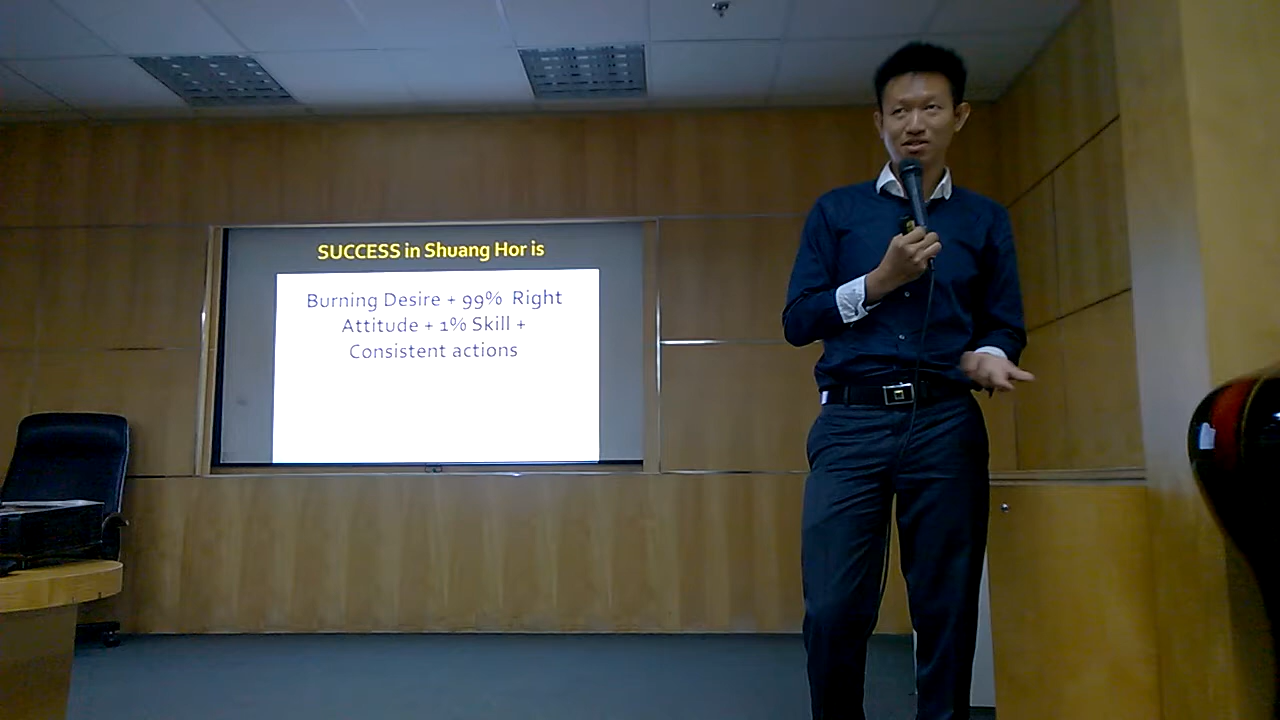 SUCCESS in Shuang Hor is
Burning Desire + 99% Right
Attitude + 1% Skill +
Consistent actions